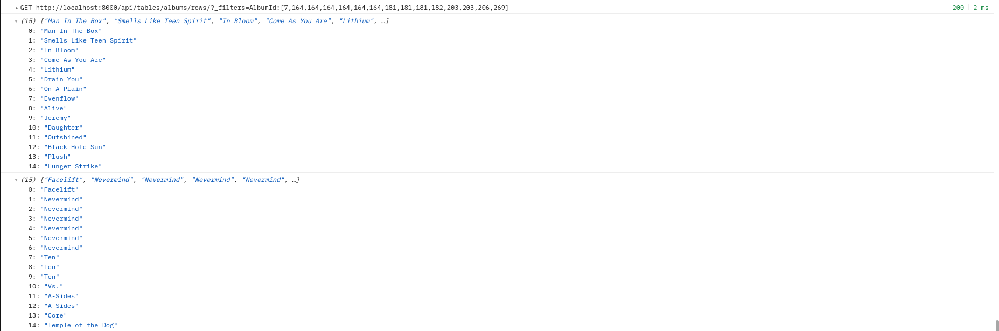 ▸ GET http://localhost:8000/api/tables/albums/rows/?_filters=AlbumId:[7,164,164,164,164,164,164,181,181,181,182,203,203,206,269] 200 | 2 ms
▾ (15) ["Man In The Box", "Smells Like Teen Spirit", "In Bloom", "Come As You Are", "Lithium", …]
0: "Man In The Box"
1: "Smells Like Teen Spirit"
2: "In Bloom"
3: "Come As You Are"
4: "Lithium"
5: "Drain You"
6: "On A Plain"
7: "Evenflow"
8: "Alive"
9: "Jeremy"
10: "Daughter"
11: "Outshined"
12: "Black Hole Sun"
13: "Plush"
14: "Hunger Strike"
▾ (15) ["Facelift", "Nevermind", "Nevermind", "Nevermind", "Nevermind", …]
0: "Facelift"
1: "Nevermind"
2: "Nevermind"
3: "Nevermind"
4: "Nevermind"
5: "Nevermind"
6: "Nevermind"
7: "Ten"
8: "Ten"
9: "Ten"
10: "Vs."
11: "A-Sides"
12: "A-Sides"
13: "Core"
14: "Temple of the Dog"